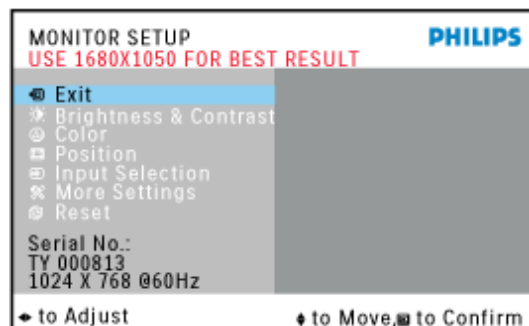 MONITOR SETUP
PHILIPS
USE 1680X1050 FOR BEST RESULT
Exit
Brightness & Contrast
Color
Position
Input Selection
More Settings
Reset
Serial No.:
TY 000813
1024 X 768 @60Hz
to Adjust
to Move, to Confirm